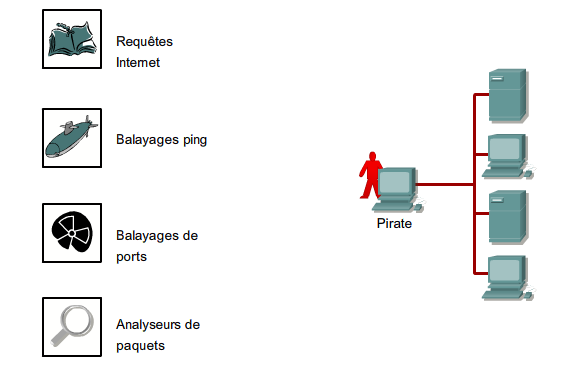 Requêtes
Internet
Balayages ping
Balayages de
ports
Analyseurs de
paquets
Pirate